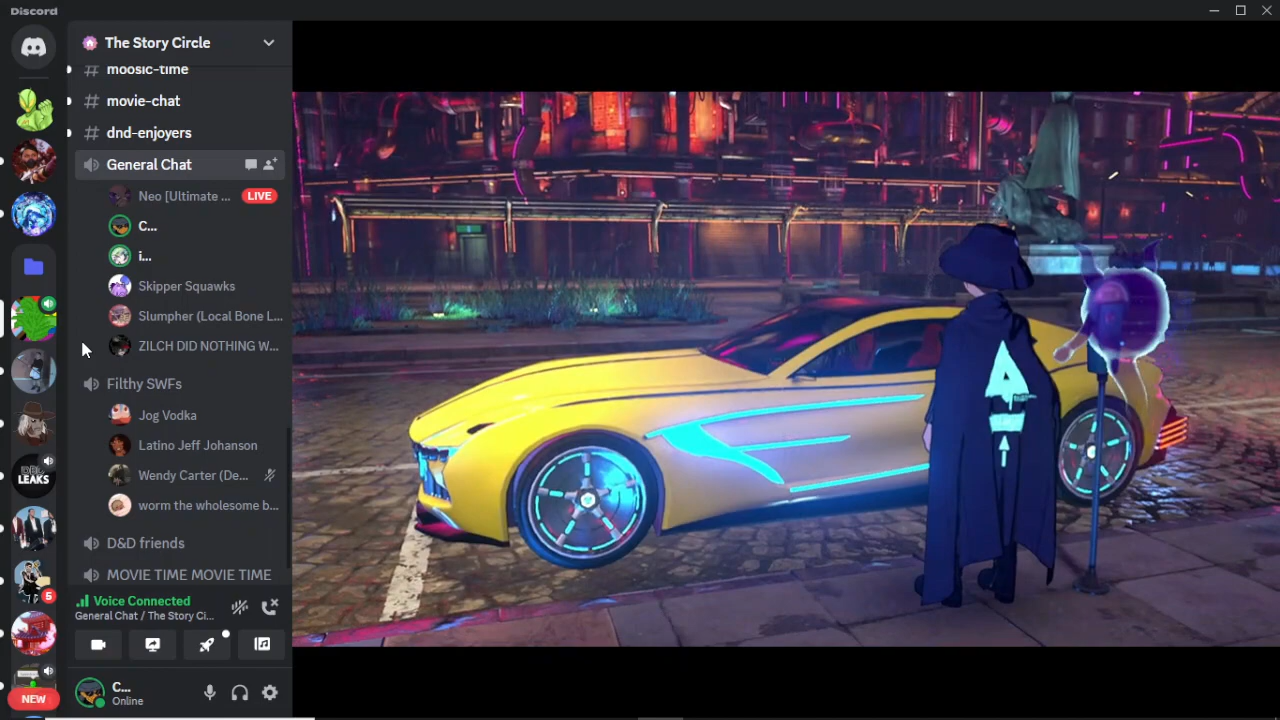 Discord
The Story Circle
moosic-time
movie-chat
dnd-enjoyers
General Chat
Neo [Ultimate ...
LIVE
C...
i...
Skipper Squawks
Slumpher (Local Bone L...
ZILCH DID NOTHING W...
Filthy SWFs
Jog Vodka
Latino Jeff Johanson
Wendy Carter (De...
worm the wholesome b...
D&D friends
MOVIE TIME MOVIE TIME
LEAKS
5
Voice Connected
General Chat / The Story Ci...
C...
Online
NEW